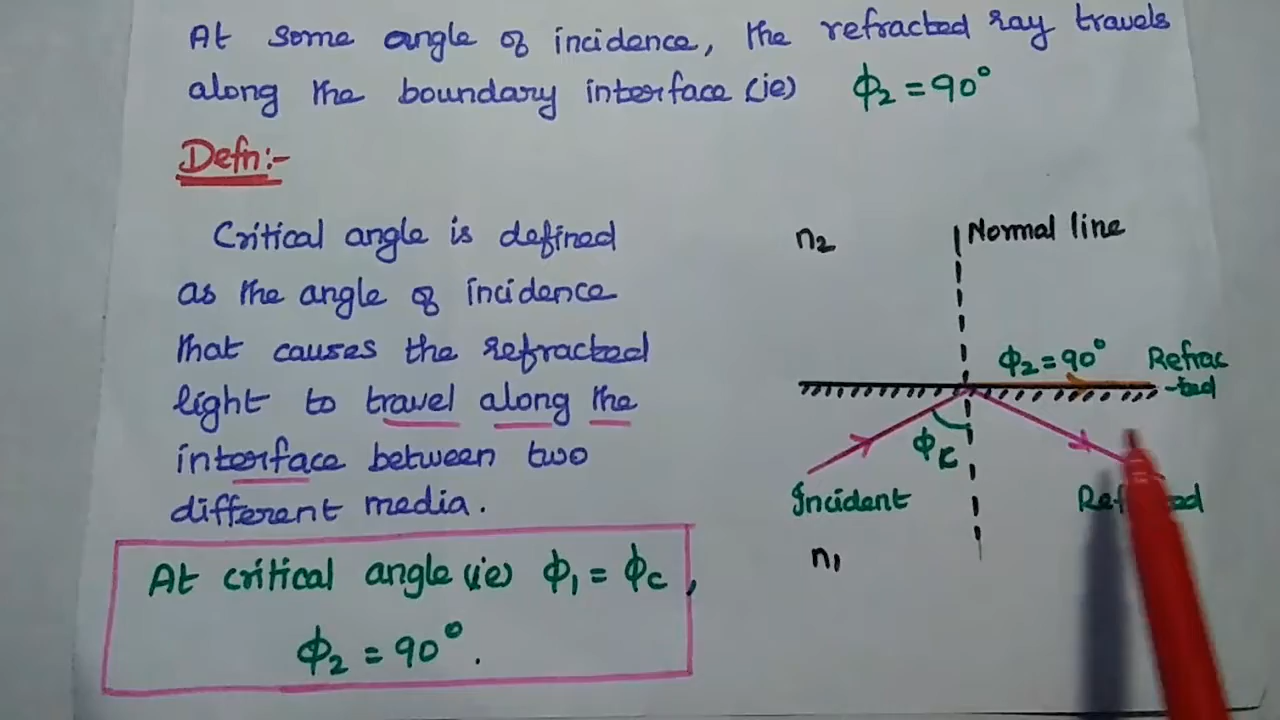 At some angle of incidence, the refracted ray travels
along the boundary interface (ie) ϕ₂ = 90°
Defn:-
Critical angle is defined
as the angle of incidence
that causes the refracted
light to travel along the
interface between two
different media.
At critical angle (ie) ϕ₁ = ϕc,
ϕ₂ = 90°.
n₂
Normal line
ϕ₂ = 90°
Refrac
-ted
ϕc
Incident
n₁